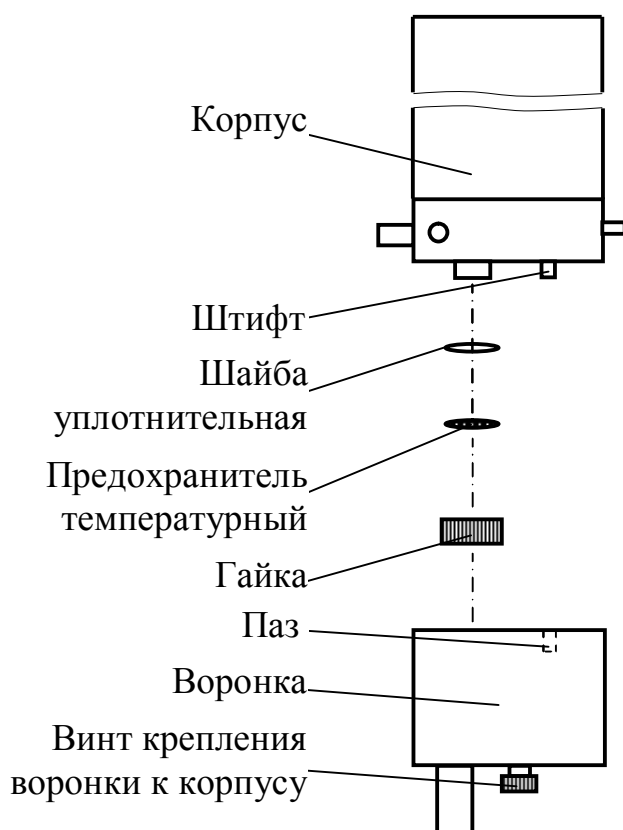 Корпус
Штифт
Шайба
уплотнительная
Предохранитель
температурный
Гайка
Паз
Воронка
Винт крепления
воронки к корпусу